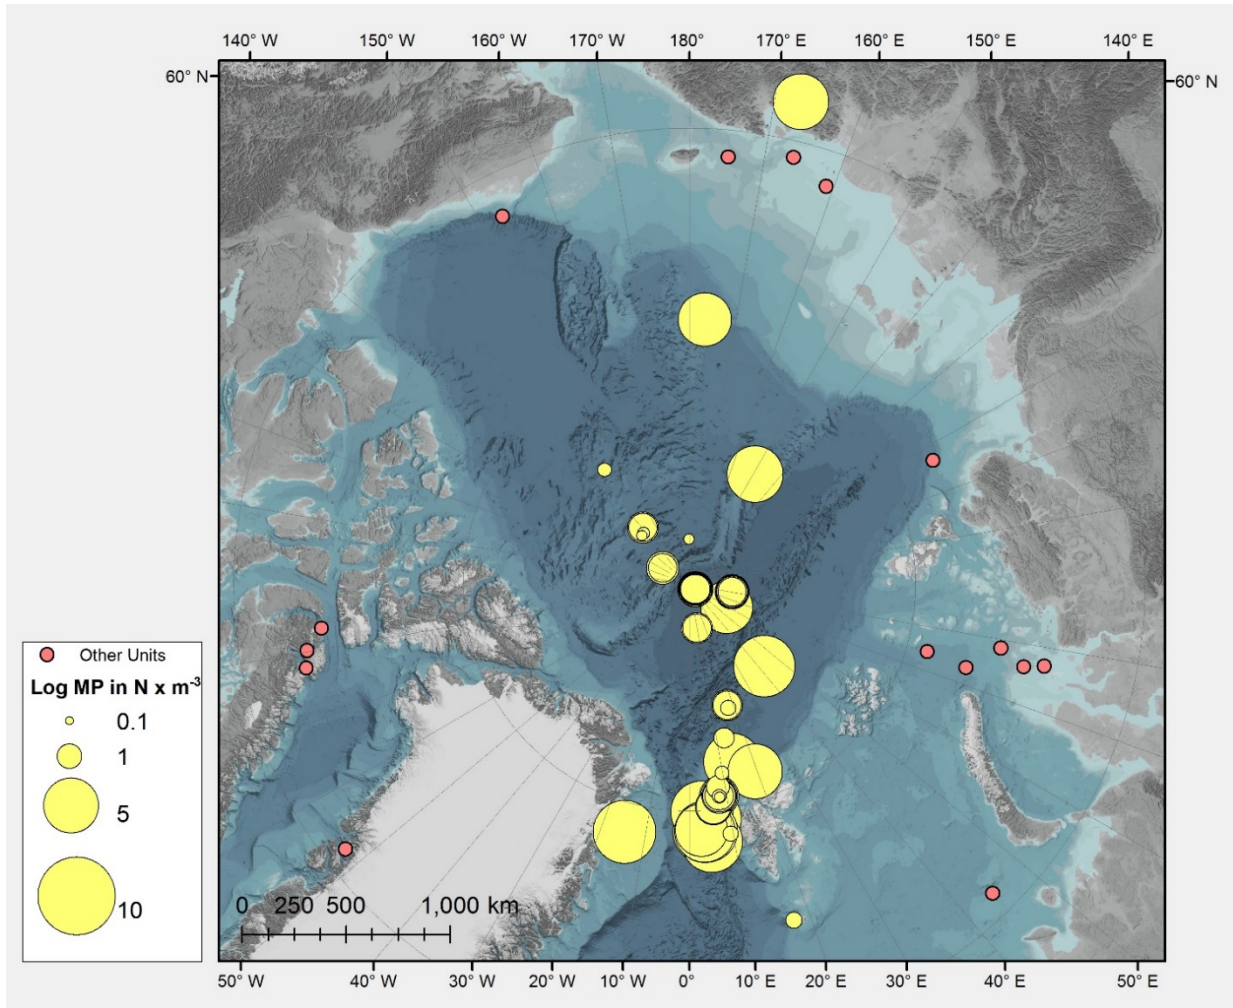 140° W 150° W 160° W 170° W 180° 170° E 160° E 150° E 140° E
60° N 60° N
Other Units
Log MP in N x m-3
0.1
1
5
10
0 250 500 1,000 km
50° W 40° W 30° W 20° W 10° W 0° 10° E 20° E 30° E 40° E 50° E